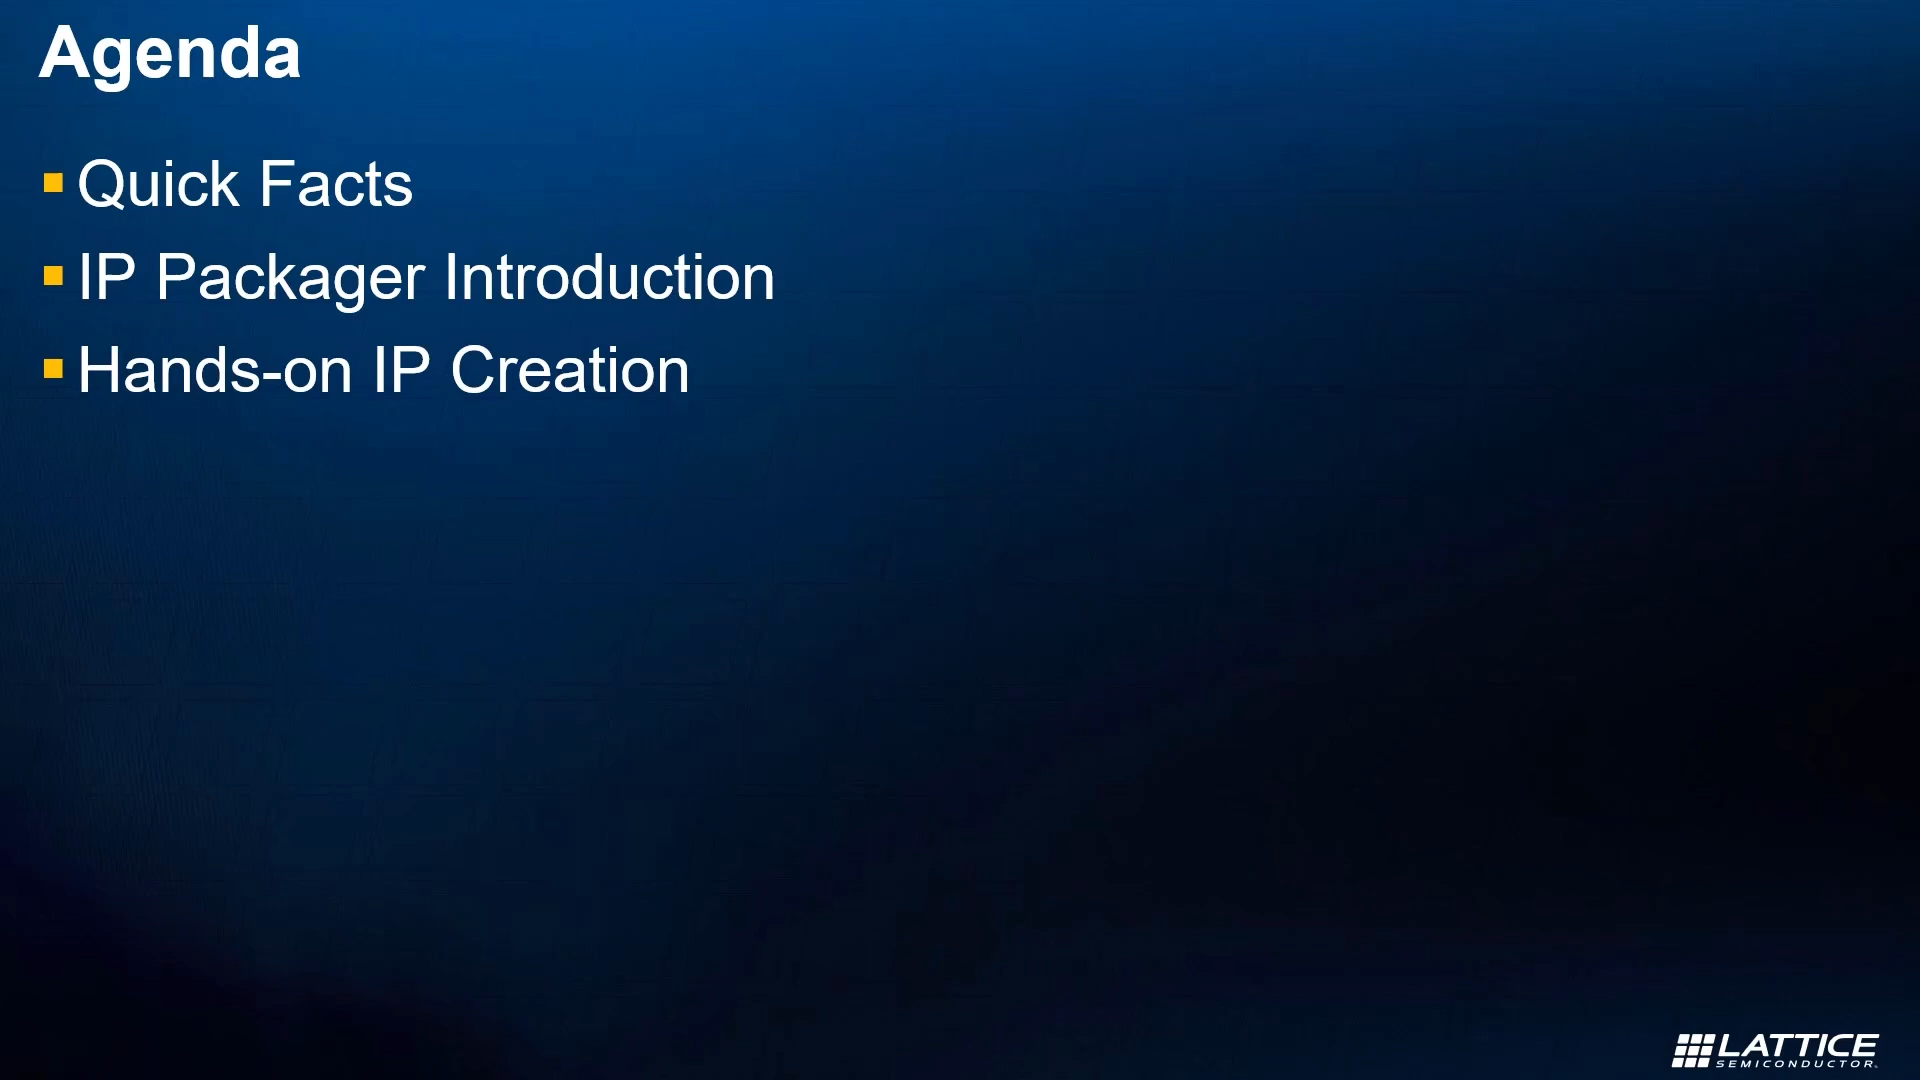 Agenda
Quick Facts
IP Packager Introduction
Hands-on IP Creation
LATTICE
SEMICONDUCTOR